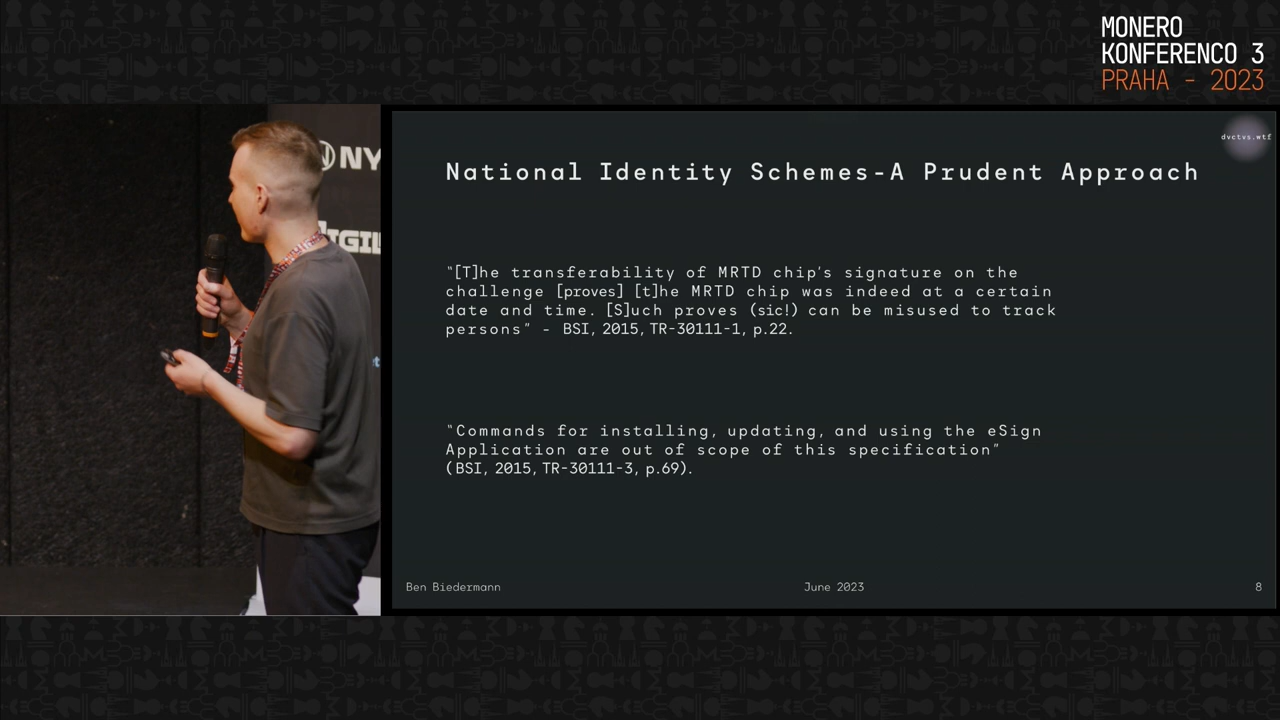 MONERO
KONFERENCO 3
PRAHA - 2023
NY
IGIL
dvctvs.wtf
National Identity Schemes-A Prudent Approach
"[T]he transferability of MRTD chip's signature on the
challenge [proves] [t]he MRTD chip was indeed at a certain
date and time. [S]uch proves (sic!) can be misused to track
persons" - BSI, 2015, TR-30111-1, p.22.
"Commands for installing, updating, and using the eSign
Application are out of scope of this specification"
(BSI, 2015, TR-30111-3, p.69).
Ben Biedermann
June 2023
8